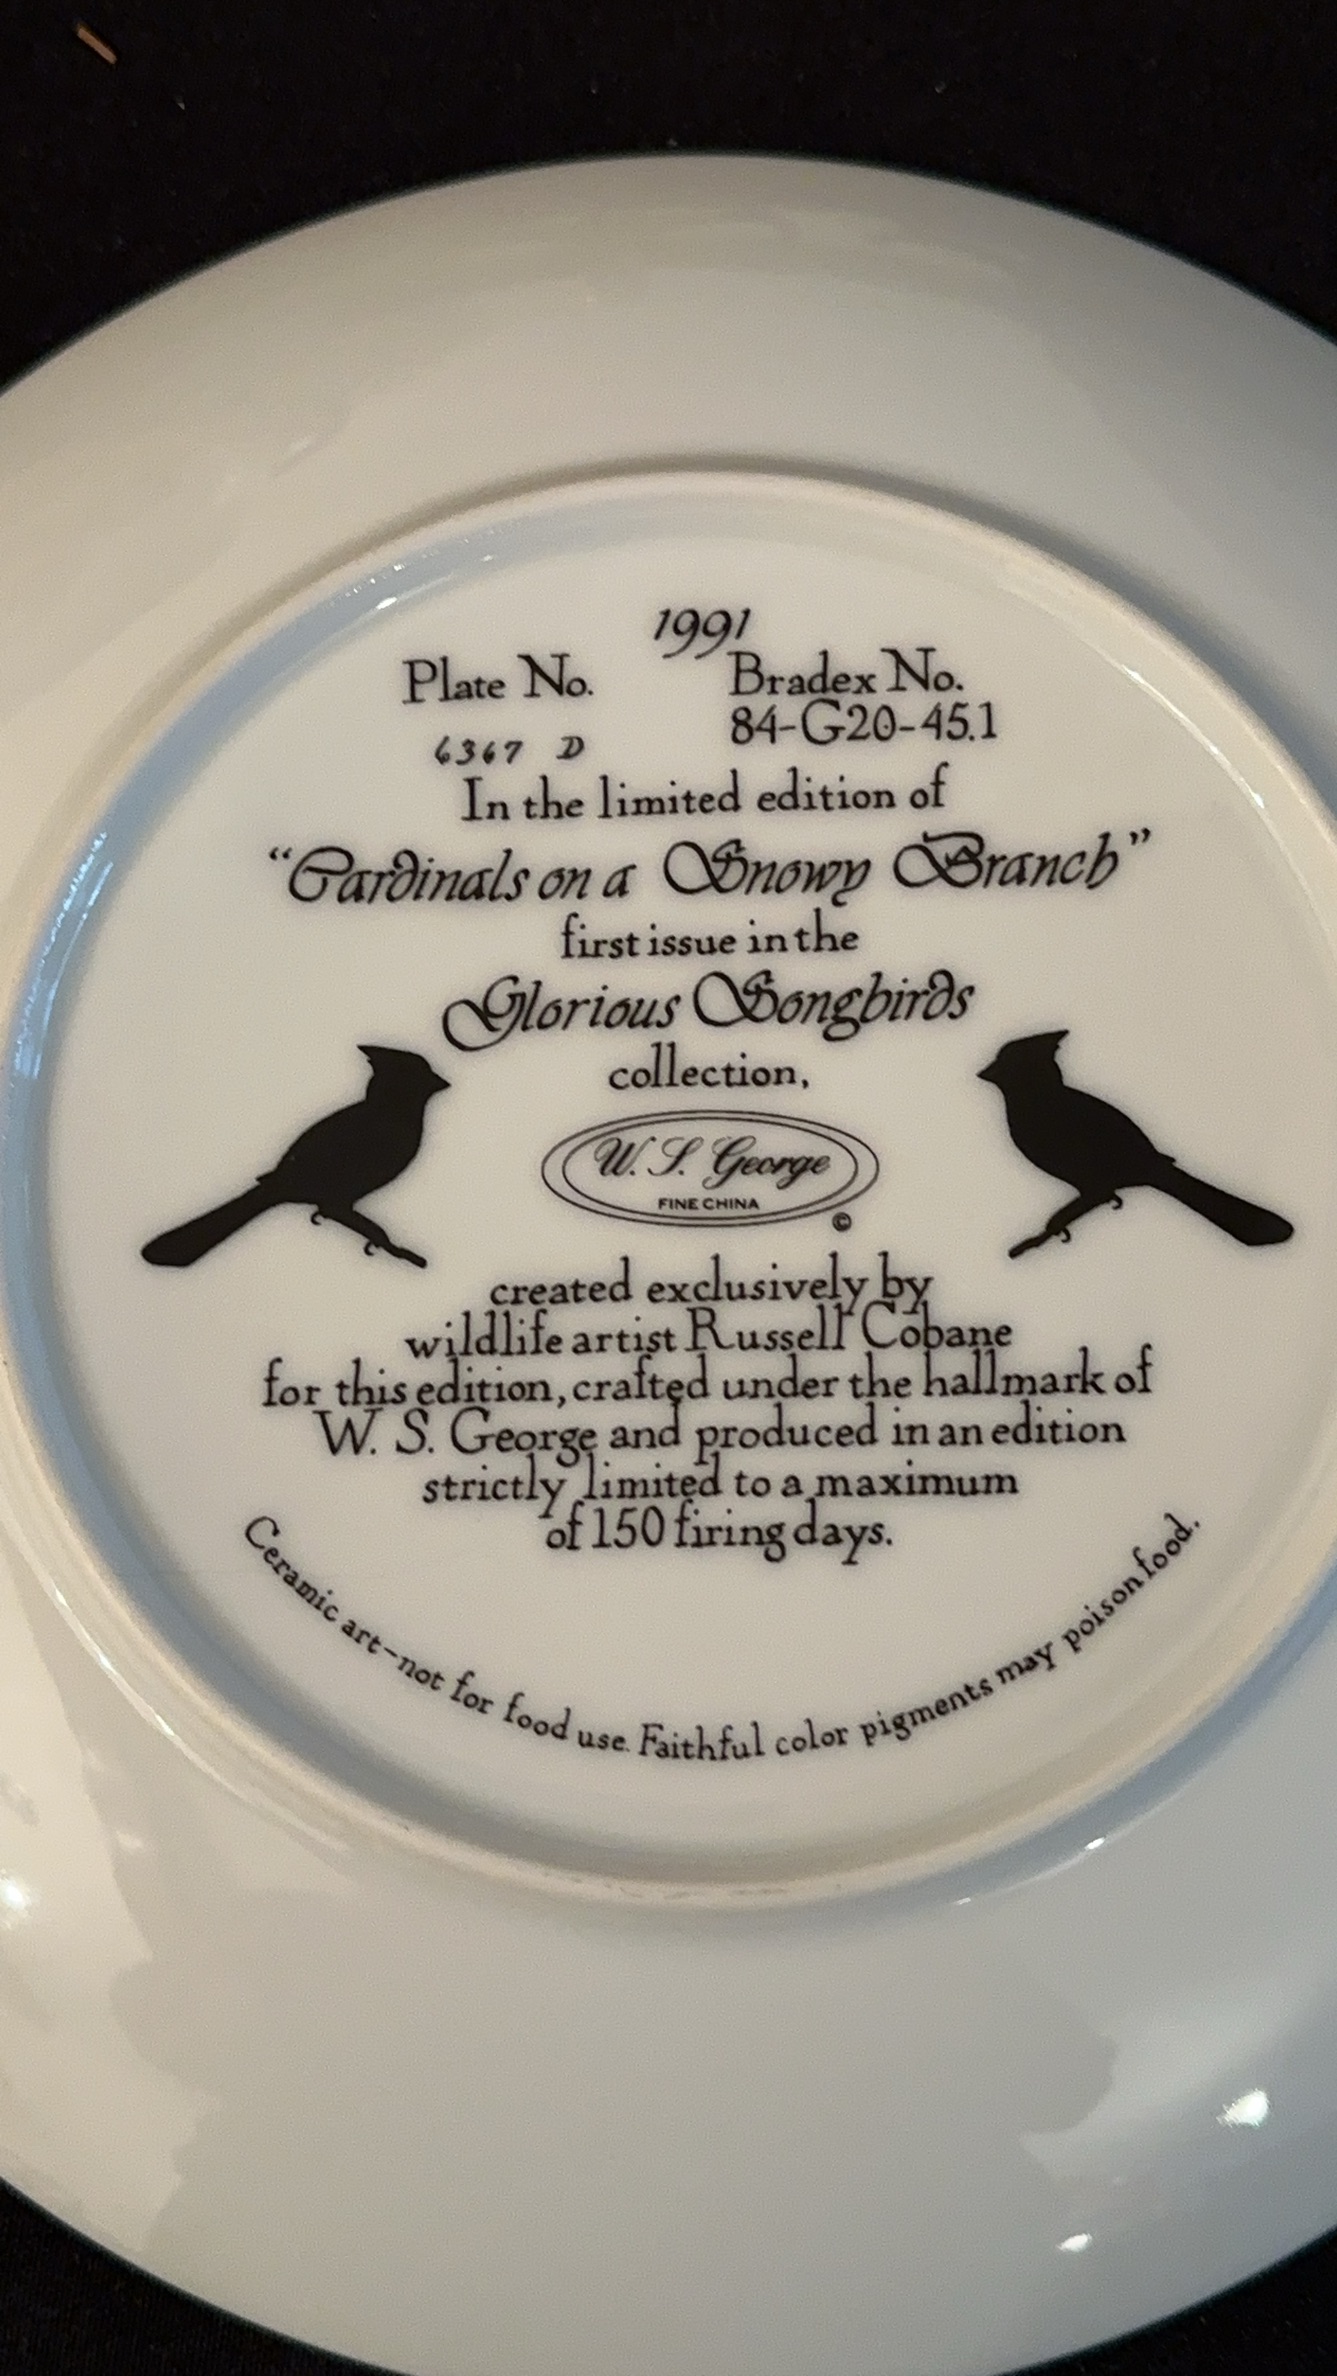 1991
Plate No. Bradex No.
6367 D 84-G20-45.1
In the limited edition of
“Cardinals on a Snowy Branch”
first issue in the
Glorious Songbirds
collection,
W. S. George
FINE CHINA
©
created exclusively by
wildlife artist Russell Cobane
for this edition, crafted under the hallmark of
W. S. George and produced in an edition
strictly limited to a maximum
of 150 firing days.
Ceramic art-not for food use. Faithful color pigments may poison food.